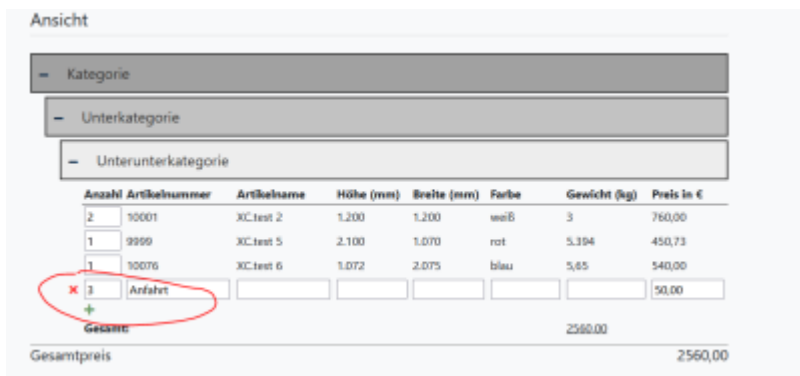 Ansicht
– Kategorie
– Unterkategorie
– Unterunterkategorie
Anzahl Artikelnummer Artikelname Höhe (mm) Breite (mm) Farbe Gewicht (kg) Preis in €
2 10001 XC.test 2 1.200 1.200 weiß 3 760,00
1 9999 XC.test 5 2.100 1.070 rot 5.394 450,73
1 10076 XC.test 6 1.072 2.075 blau 5,65 540,00
× 3 Anfahrt 50,00
+
Gesamt: 2560.00
Gesamtpreis 2560,00